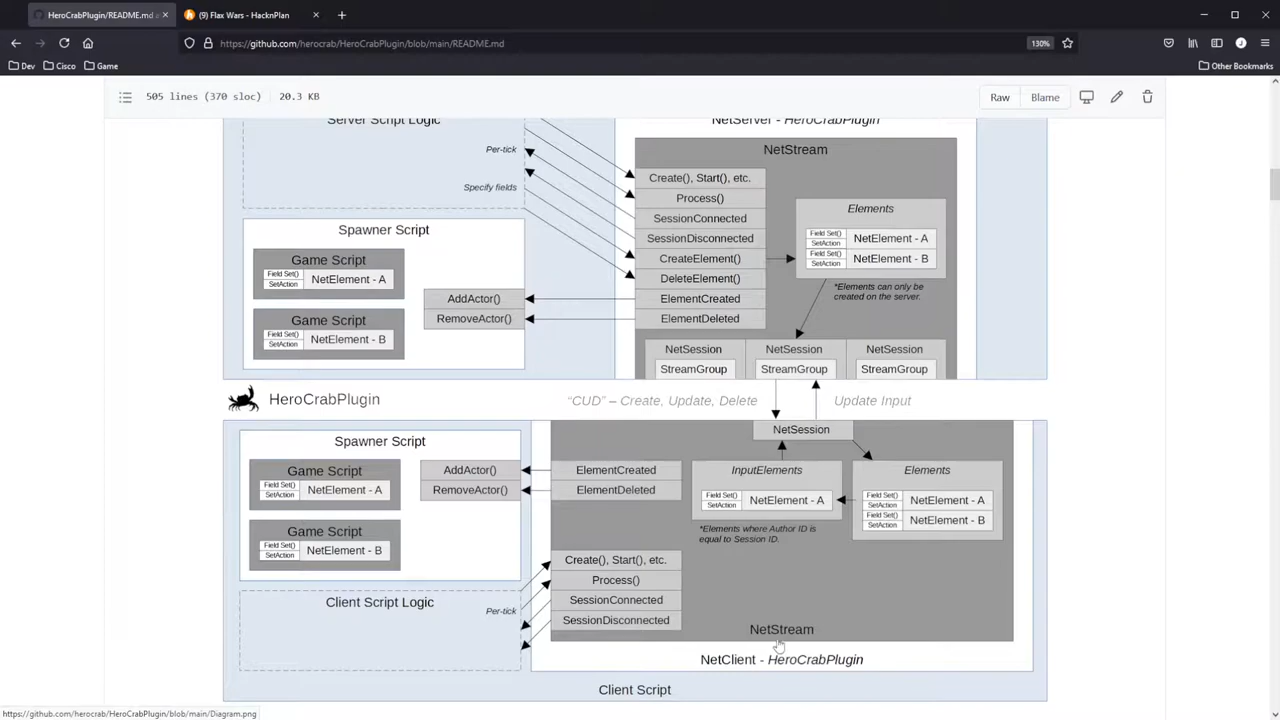 HeroCrabPlugin/README.md a
(9) Flax Wars - HacknPlan
https://github.com/herocrab/HeroCrabPlugin/blob/main/README.md
130%
Dev
Cisco
Game
Other Bookmarks
505 lines (370 sloc)
20.3 KB
Raw
Blame
Server Script Logic
NetServer - HeroCrabPlugin
Per-tick
Specify fields
NetStream
Create(), Start(), etc.
Process()
SessionConnected
SessionDisconnected
CreateElement()
DeleteElement()
ElementCreated
ElementDeleted
Elements
Field Set()
SetAction
NetElement - A
Field Set()
SetAction
NetElement - B
*Elements can only be
created on the server.
Spawner Script
Game Script
Field Set()
SetAction
NetElement - A
Game Script
Field Set()
SetAction
NetElement - B
AddActor()
RemoveActor()
NetSession
StreamGroup
NetSession
StreamGroup
NetSession
StreamGroup
HeroCrabPlugin
“CUD” – Create, Update, Delete
Update Input
Spawner Script
Game Script
Field Set()
SetAction
NetElement - A
Game Script
Field Set()
SetAction
NetElement - B
AddActor()
RemoveActor()
NetSession
ElementCreated
ElementDeleted
InputElements
Field Set()
SetAction
NetElement - A
*Elements where Author ID is
equal to Session ID.
Elements
Field Set()
SetAction
NetElement - A
Field Set()
SetAction
NetElement - B
Client Script Logic
Per-tick
Create(), Start(), etc.
Process()
SessionConnected
SessionDisconnected
NetStream
NetClient - HeroCrabPlugin
Client Script
https://github.com/herocrab/HeroCrabPlugin/blob/main/Diagram.png